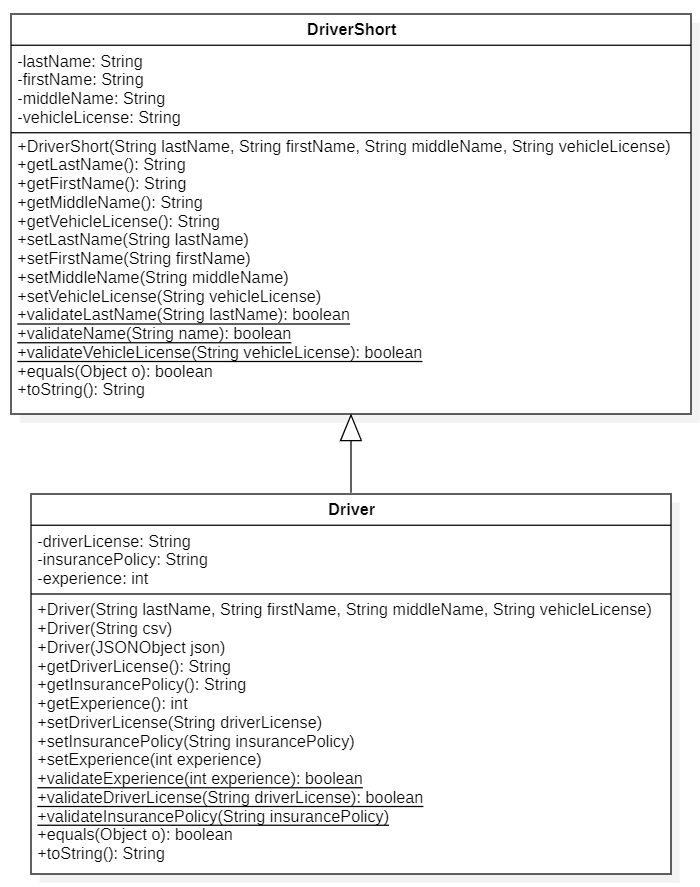 DriverShort
-lastName: String
-firstName: String
-middleName: String
-vehicleLicense: String
+DriverShort(String lastName, String firstName, String middleName, String vehicleLicense)
+getLastName(): String
+getFirstName(): String
+getMiddleName(): String
+getVehicleLicense(): String
+setLastName(String lastName)
+setFirstName(String firstName)
+setMiddleName(String middleName)
+setVehicleLicense(String vehicleLicense)
+validateLastName(String lastName): boolean
+validateName(String name): boolean
+validateVehicleLicense(String vehicleLicense): boolean
+equals(Object o): boolean
+toString(): String
Driver
-driverLicense: String
-insurancePolicy: String
-experience: int
+Driver(String lastName, String firstName, String middleName, String vehicleLicense)
+Driver(String csv)
+Driver(JSONObject json)
+getDriverLicense(): String
+getInsurancePolicy(): String
+getExperience(): int
+setDriverLicense(String driverLicense)
+setInsurancePolicy(String insurancePolicy)
+setExperience(int experience)
+validateExperience(int experience): boolean
+validateDriverLicense(String driverLicense): boolean
+validateInsurancePolicy(String insurancePolicy)
+equals(Object o): boolean
+toString(): String